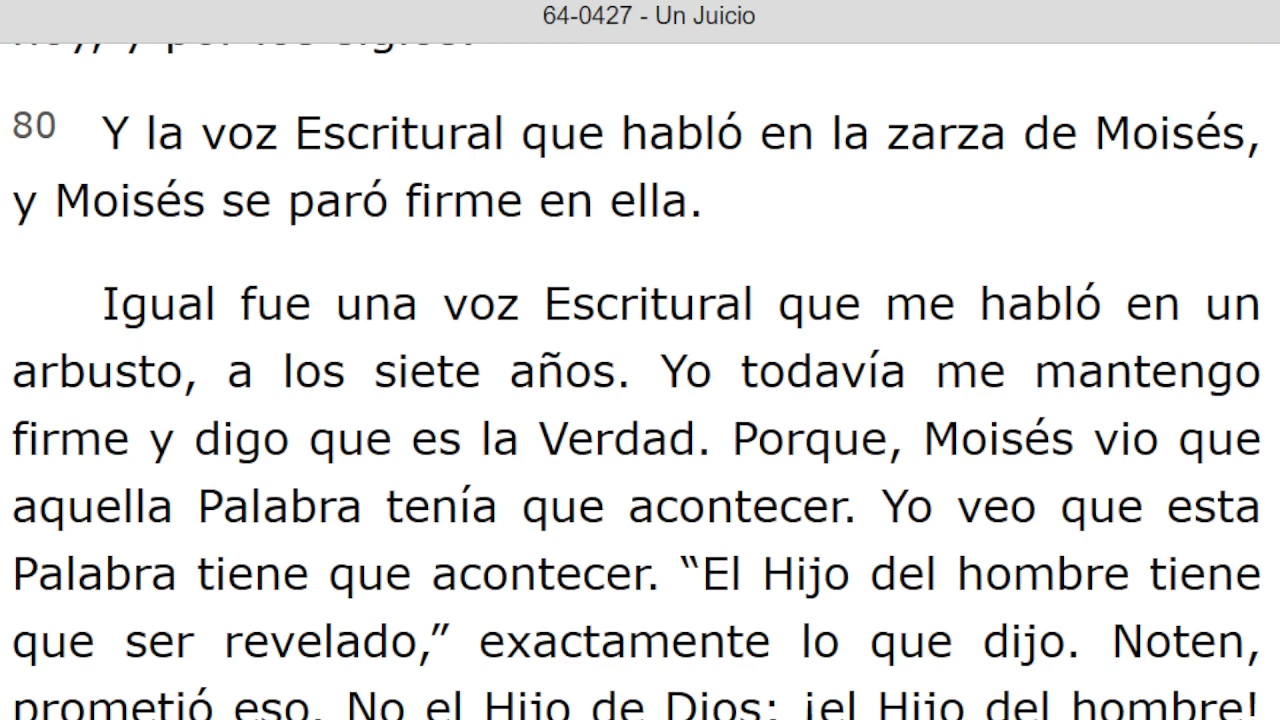 64-0427 - Un Juicio
hoy, y por los siglos.
80 Y la voz Escritural que habló en la zarza de Moisés,
y Moisés se paró firme en ella.
Igual fue una voz Escritural que me habló en un
arbusto, a los siete años. Yo todavía me mantengo
firme y digo que es la Verdad. Porque, Moisés vio que
aquella Palabra tenía que acontecer. Yo veo que esta
Palabra tiene que acontecer. “El Hijo del hombre tiene
que ser revelado,” exactamente lo que dijo. Noten,
prometió eso. No el Hijo de Dios; ¡el Hijo del hombre!